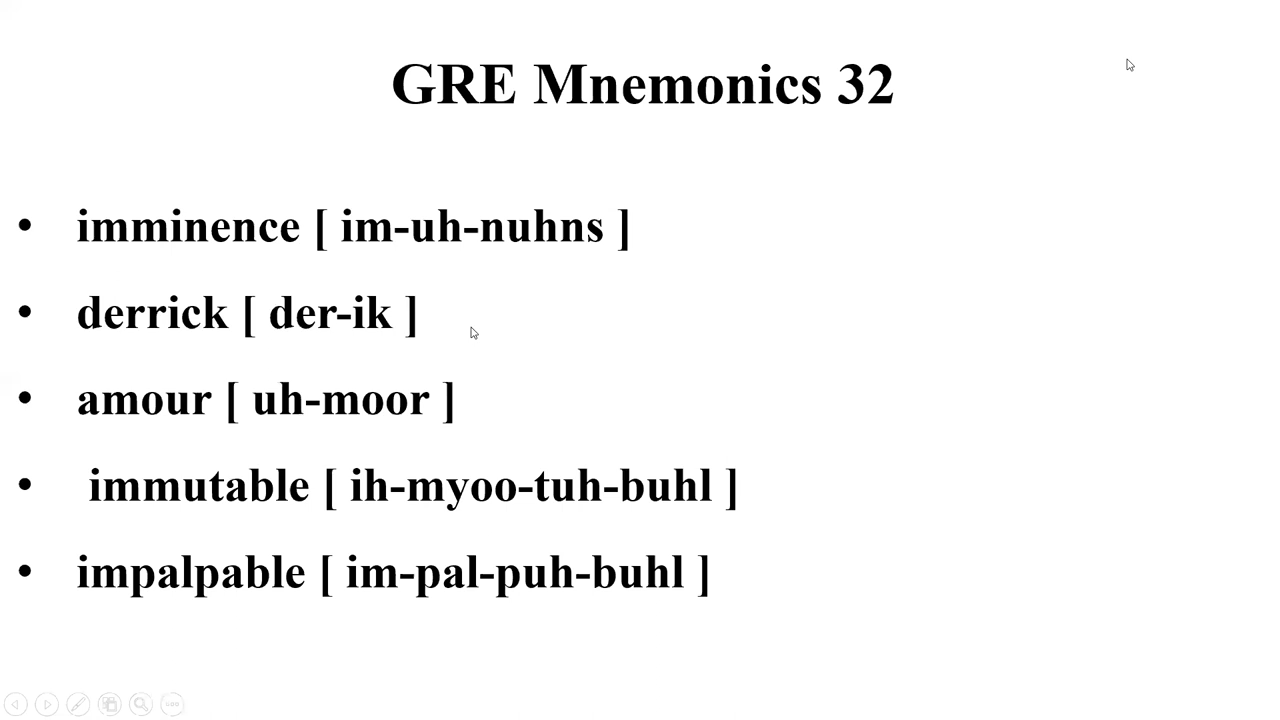 GRE Mnemonics 32
• imminence [ im-uh-nuhns ]
• derrick [ der-ik ]
• amour [ uh-moor ]
• immutable [ ih-myoo-tuh-buhl ]
• impalpable [ im-pal-puh-buhl ]